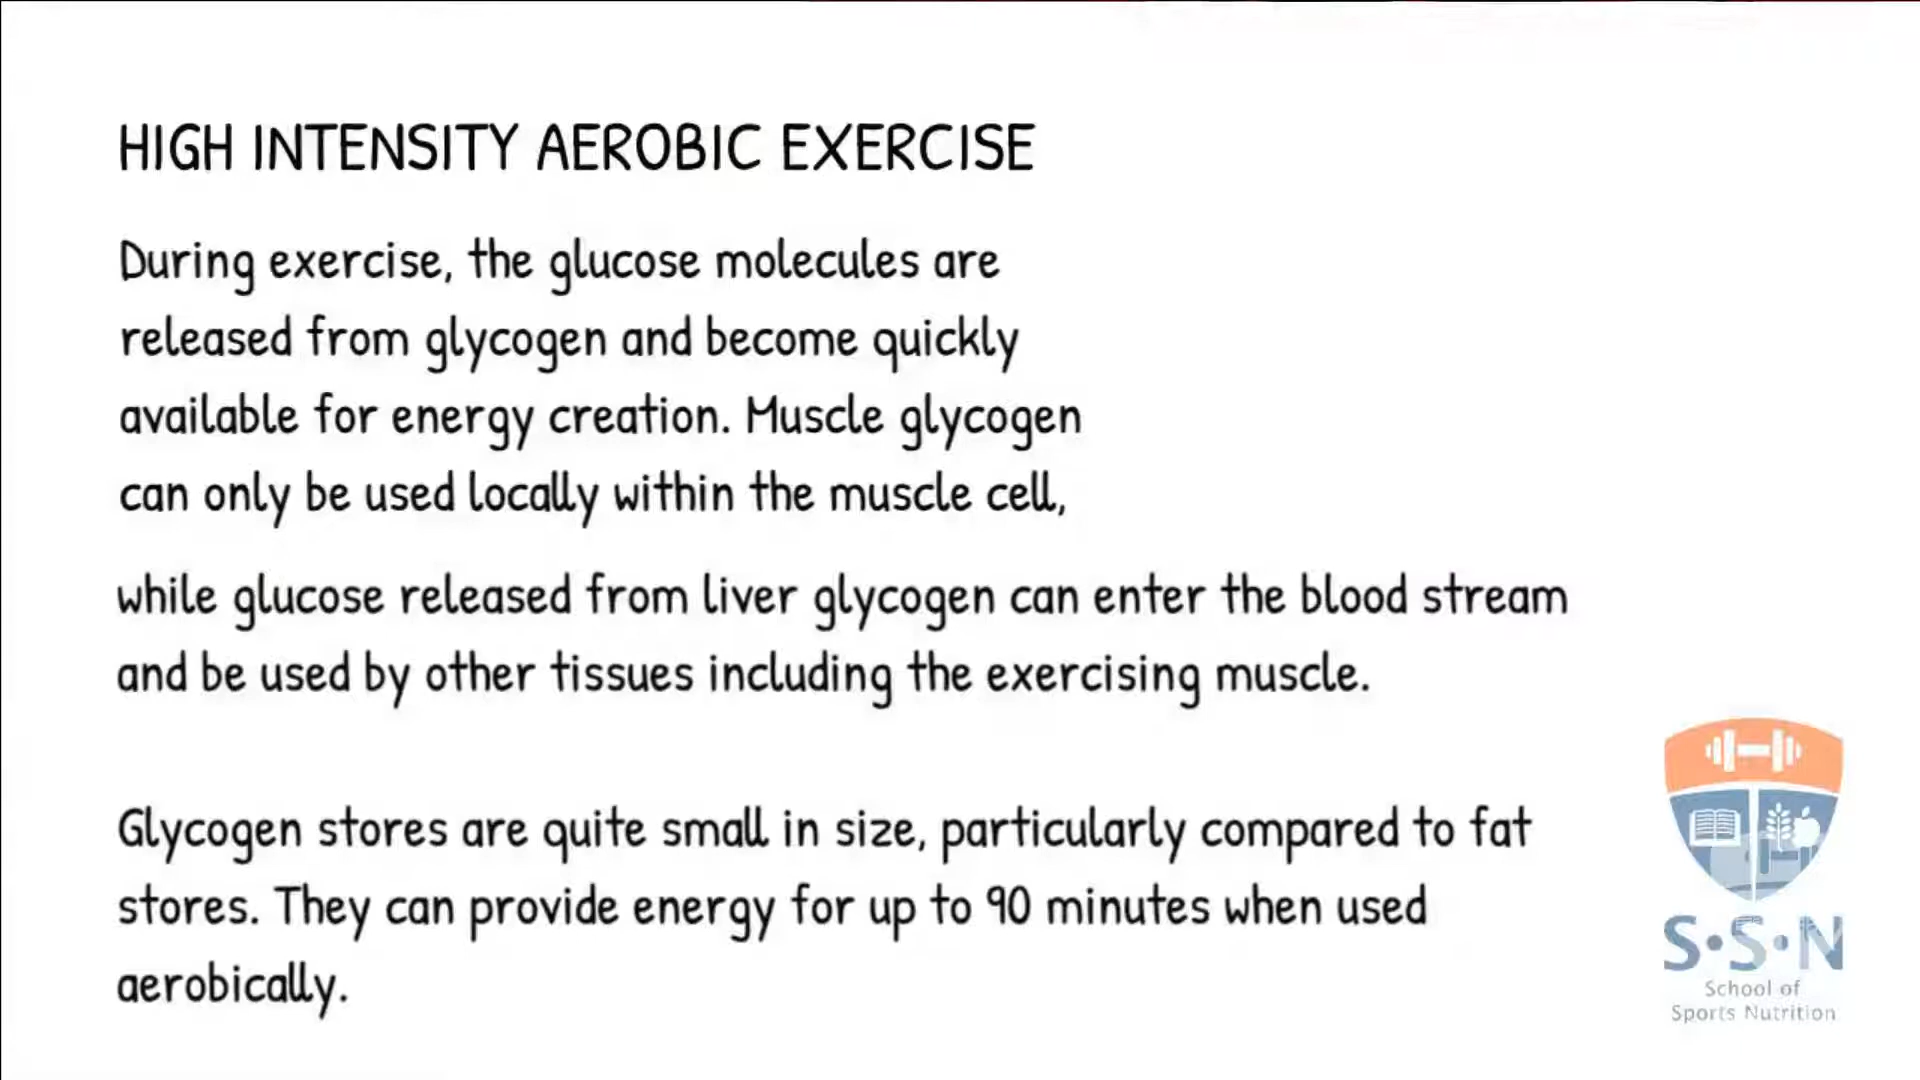 HIGH INTENSITY AEROBIC EXERCISE
During exercise, the glucose molecules are
released from glycogen and become quickly
available for energy creation. Muscle glycogen
can only be used locally within the muscle cell,
while glucose released from liver glycogen can enter the blood stream
and be used by other tissues including the exercising muscle.
Glycogen stores are quite small in size, particularly compared to fat
stores. They can provide energy for up to 90 minutes when used
aerobically.
S·S·N
School of
Sports Nutrition